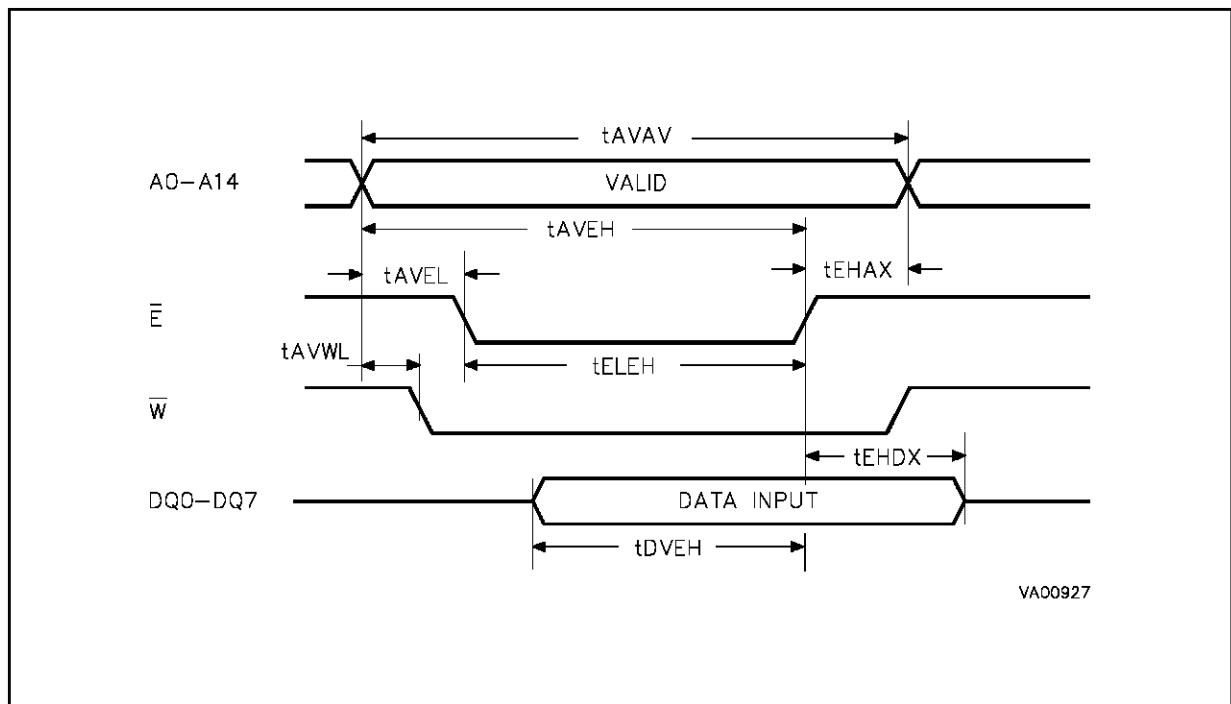 tAVAV
A0-A14
VALID
tAVEH
tAVEL
tEHAX
E̅
tAVWL
tELEH
W̅
tEHDX
DQ0-DQ7
DATA INPUT
tDVEH
VA00927